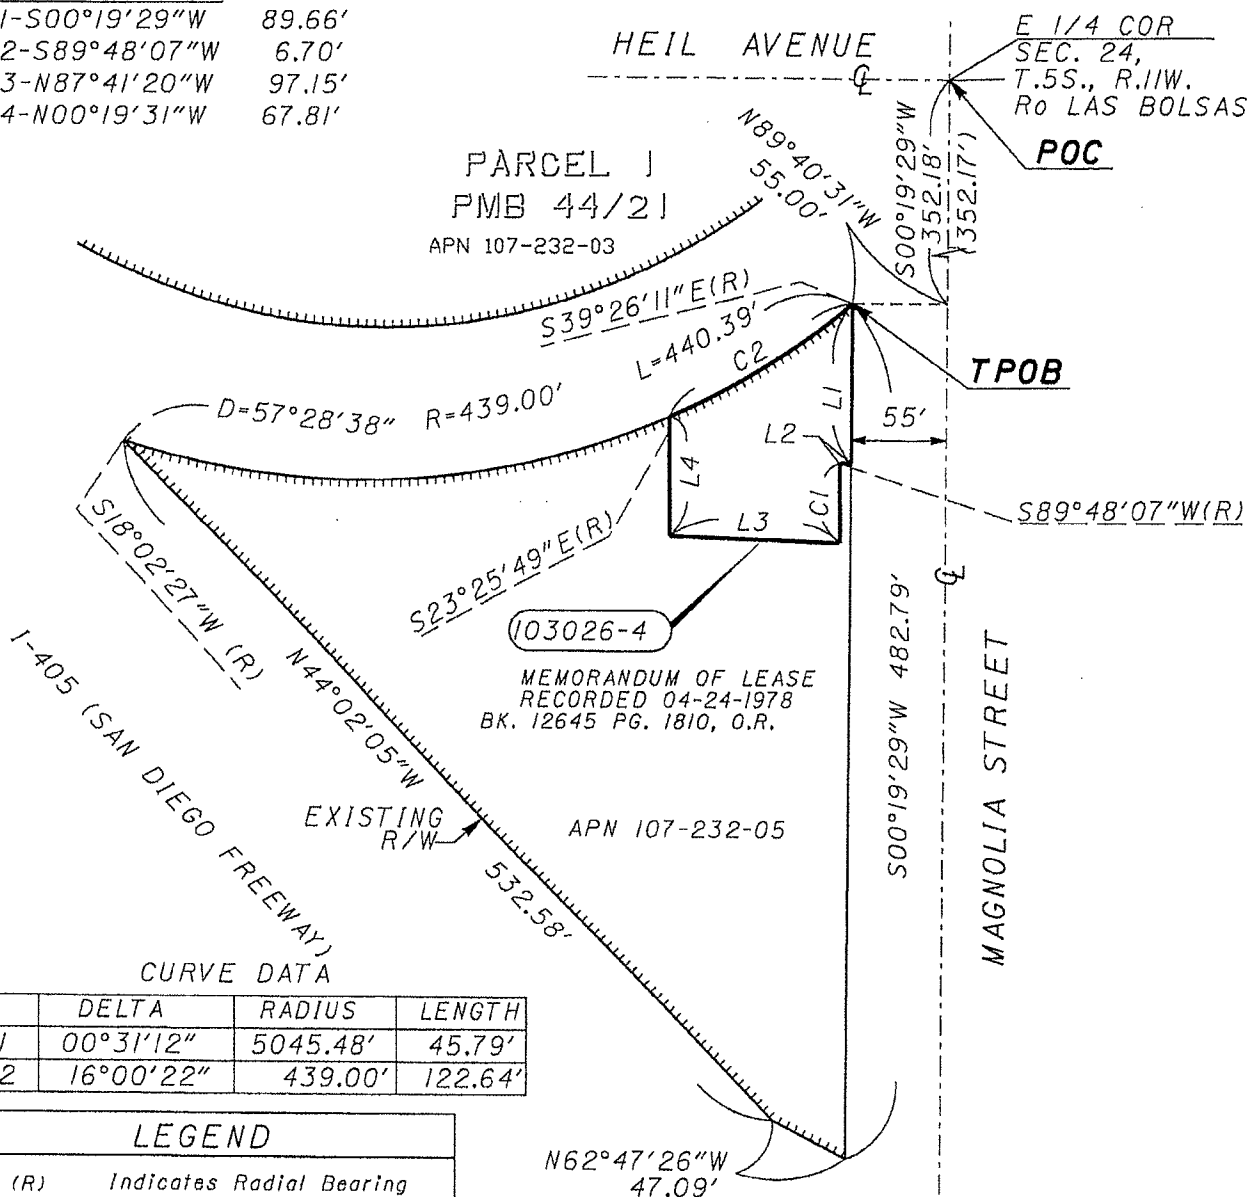 1-S00°19'29"W 89.66'
2-S89°48'07"W 6.70'
3-N87°41'20"W 97.15'
4-N00°19'31"W 67.81'
HEIL AVENUE
℄
E 1/4 COR
SEC. 24,
T.5S., R.11W.
Ro LAS BOLSAS
POC
S00°19'29"W
352.18'
(352.17')
N89°40'31"W
55.00'
PARCEL 1
PMB 44/21
APN 107-232-03
S39°26'11"E(R)
L=440.39'
C2
TPOB
D=57°28'38" R=439.00'
L1
55'
L2
L4
C1
L3
S89°48'07"W(R)
S18°02'27"W (R)
S23°25'49"E(R)
℄
103026-4
MEMORANDUM OF LEASE
RECORDED 04-24-1978
BK. 12645 PG. 1810, O.R.
I-405 (SAN DIEGO FREEWAY)
N44°02'05"W
532.58'
S00°19'29"W 482.79'
MAGNOLIA STREET
EXISTING
R/W
APN 107-232-05
CURVE DATA
DELTA RADIUS LENGTH
1 00°31'12" 5045.48' 45.79'
2 16°00'22" 439.00' 122.64'
LEGEND
(R) Indicates Radial Bearing
N62°47'26"W
47.09'